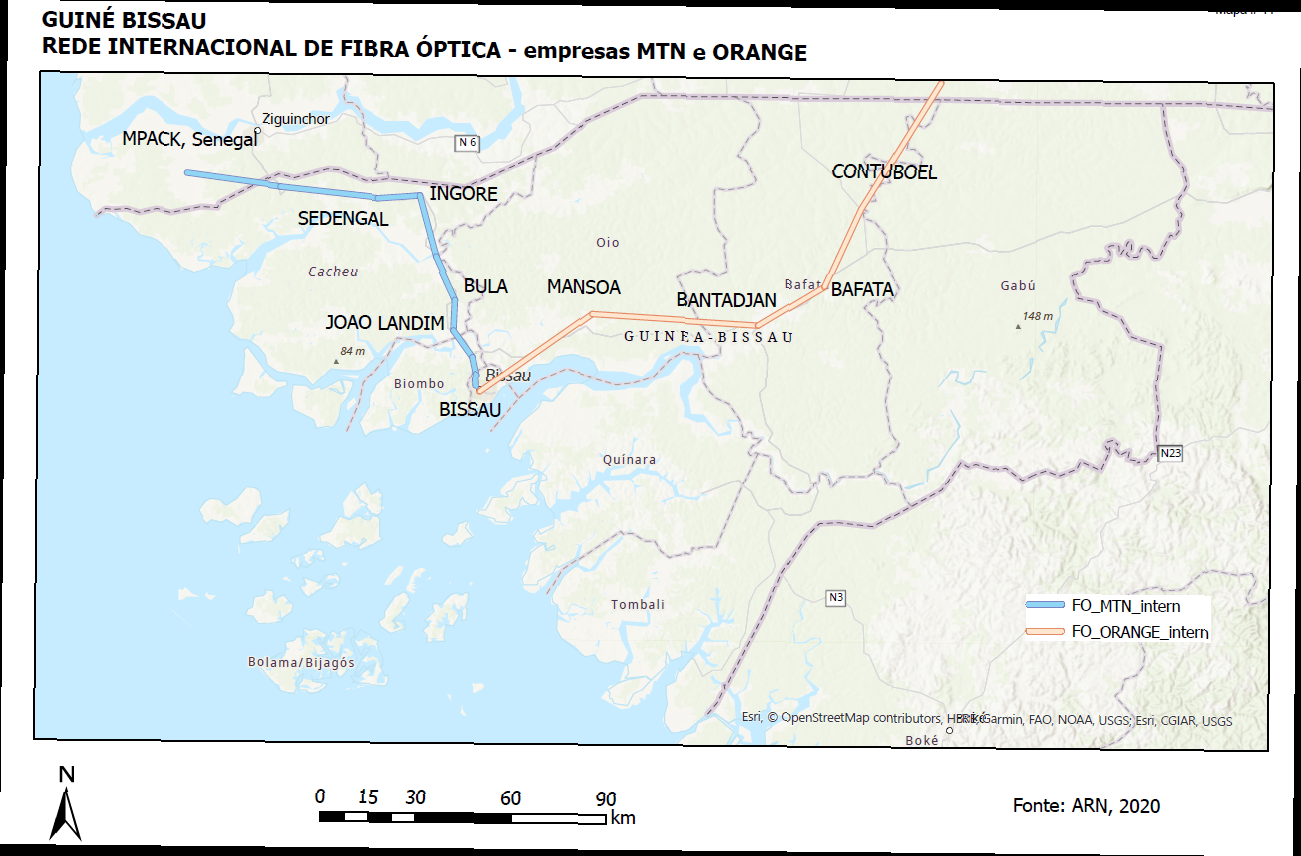 GUINÉ BISSAU
REDE INTERNACIONAL DE FIBRA ÓPTICA - empresas MTN e ORANGE
Ziguinchor
MPACK, Senegal
N 6
CONTUBOEL
INGORE
SEDENGAL
Oio
Cacheu
BULA
MANSOA
Bafat
BAFATA
Gabú
BANTADJAN
148 m
JOAO LANDIM
GUINEA-BISSAU
84 m
Biombo
Bissau
BISSAU
Quínara
N23
N3
Tombali
FO_MTN_intern
FO_ORANGE_intern
Bolama/Bijagós
Esri, © OpenStreetMap contributors, HERE, Garmin, FAO, NOAA, USGS; Esri, CGIAR, USGS
Boké
N
0 15 30 60 90
km
Fonte: ARN, 2020